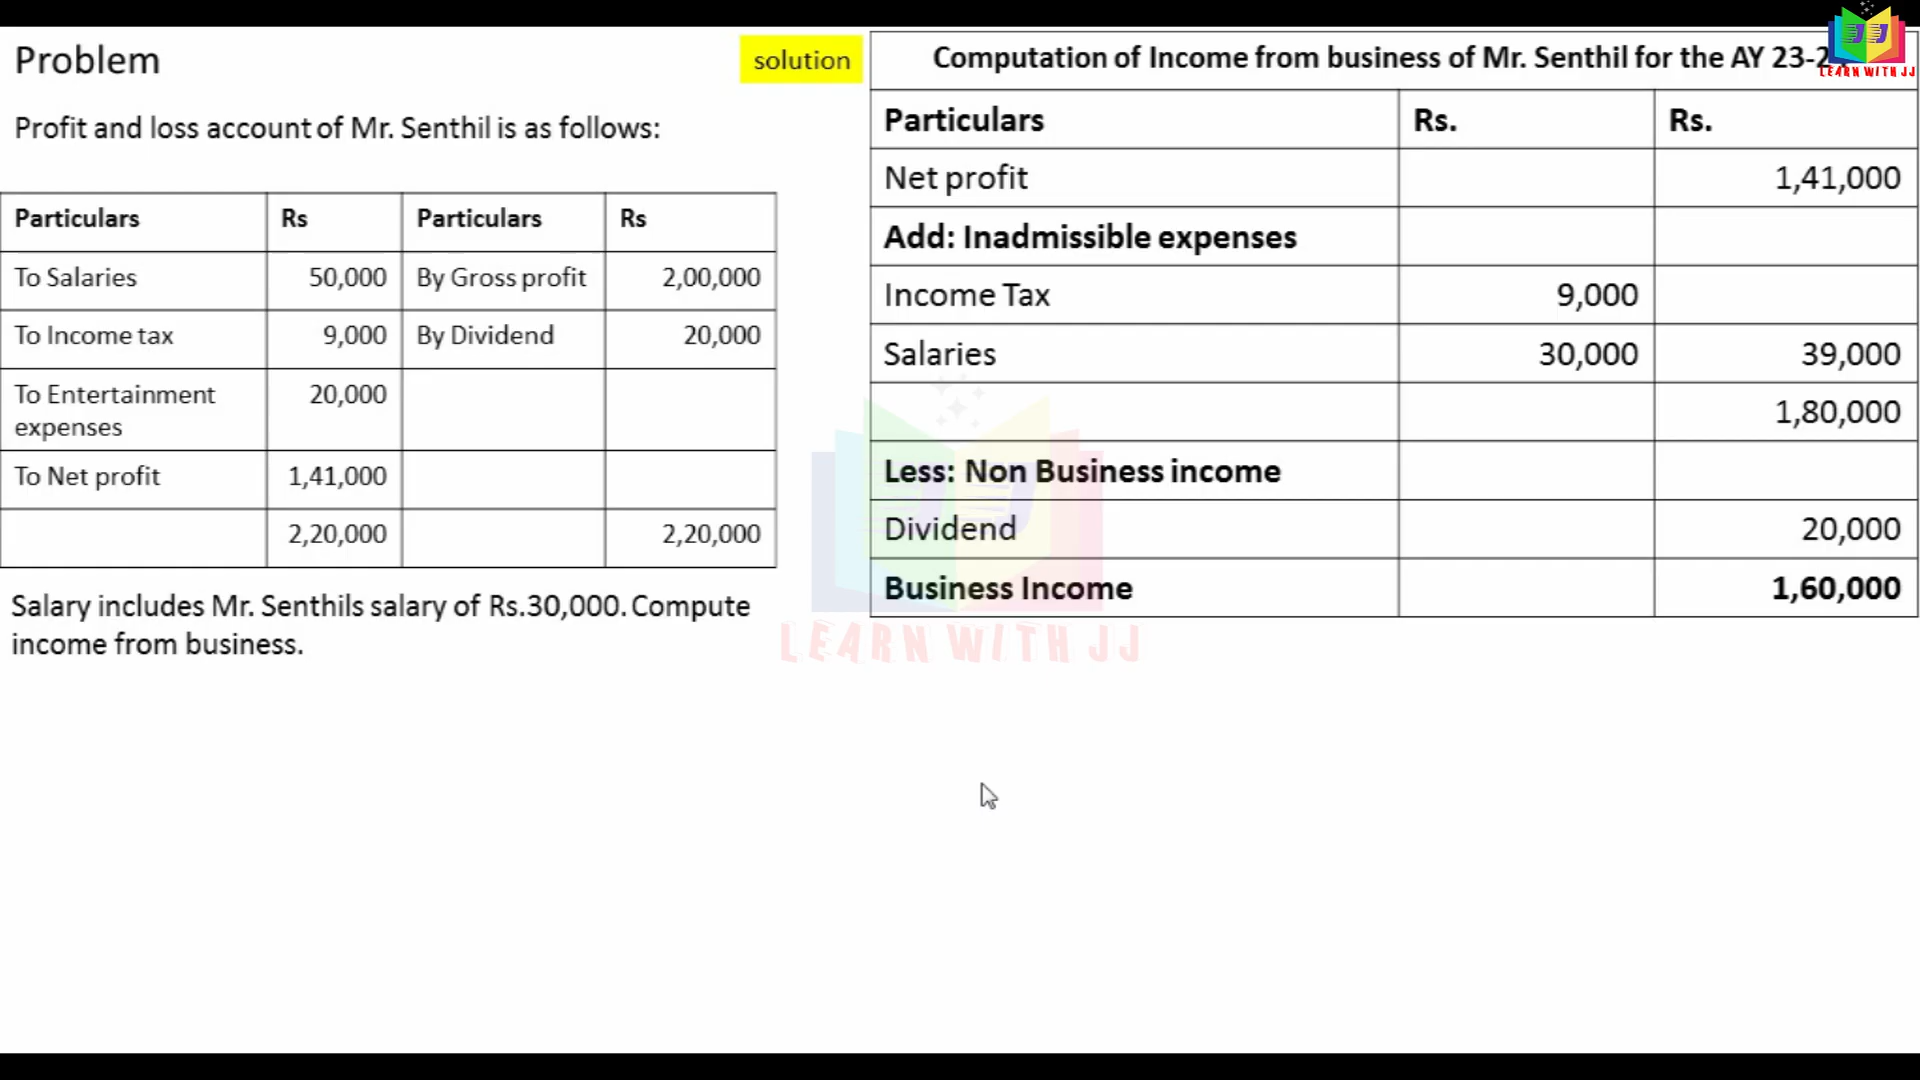 Problem
Profit and loss account of Mr. Senthil is as follows:
Particulars Rs Particulars Rs
To Salaries 50,000 By Gross profit 2,00,000
To Income tax 9,000 By Dividend 20,000
To Entertainment
expenses 20,000
To Net profit 1,41,000
2,20,000 2,20,000
Salary includes Mr. Senthils salary of Rs.30,000. Compute
income from business.
solution
Computation of Income from business of Mr. Senthil for the AY 23-2
Particulars Rs. Rs.
Net profit 1,41,000
Add: Inadmissible expenses
Income Tax 9,000
Salaries 30,000 39,000
1,80,000
Less: Non Business income
Dividend 20,000
Business Income 1,60,000
LEARN WITH JJ
JJ
LEARN WITH JJ